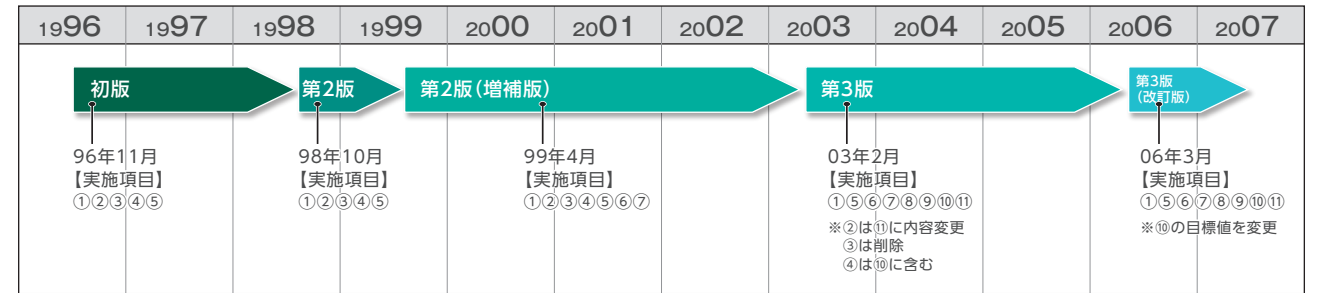 1996 1997 1998 1999 2000 2001 2002 2003 2004 2005 2006 2007
初版
第2版
第2版(増補版)
第3版
第3版
(改訂版)
96年11月
【実施項目】
①②③④⑤
98年10月
【実施項目】
①②③④⑤
99年4月
【実施項目】
①②③④⑤⑥⑦
03年2月
【実施項目】
①⑤⑥⑦⑧⑨⑩⑪
※②は⑪に内容変更
③は削除
④は⑩に含む
06年3月
【実施項目】
①⑤⑥⑦⑧⑨⑩⑪
※⑩の目標値を変更